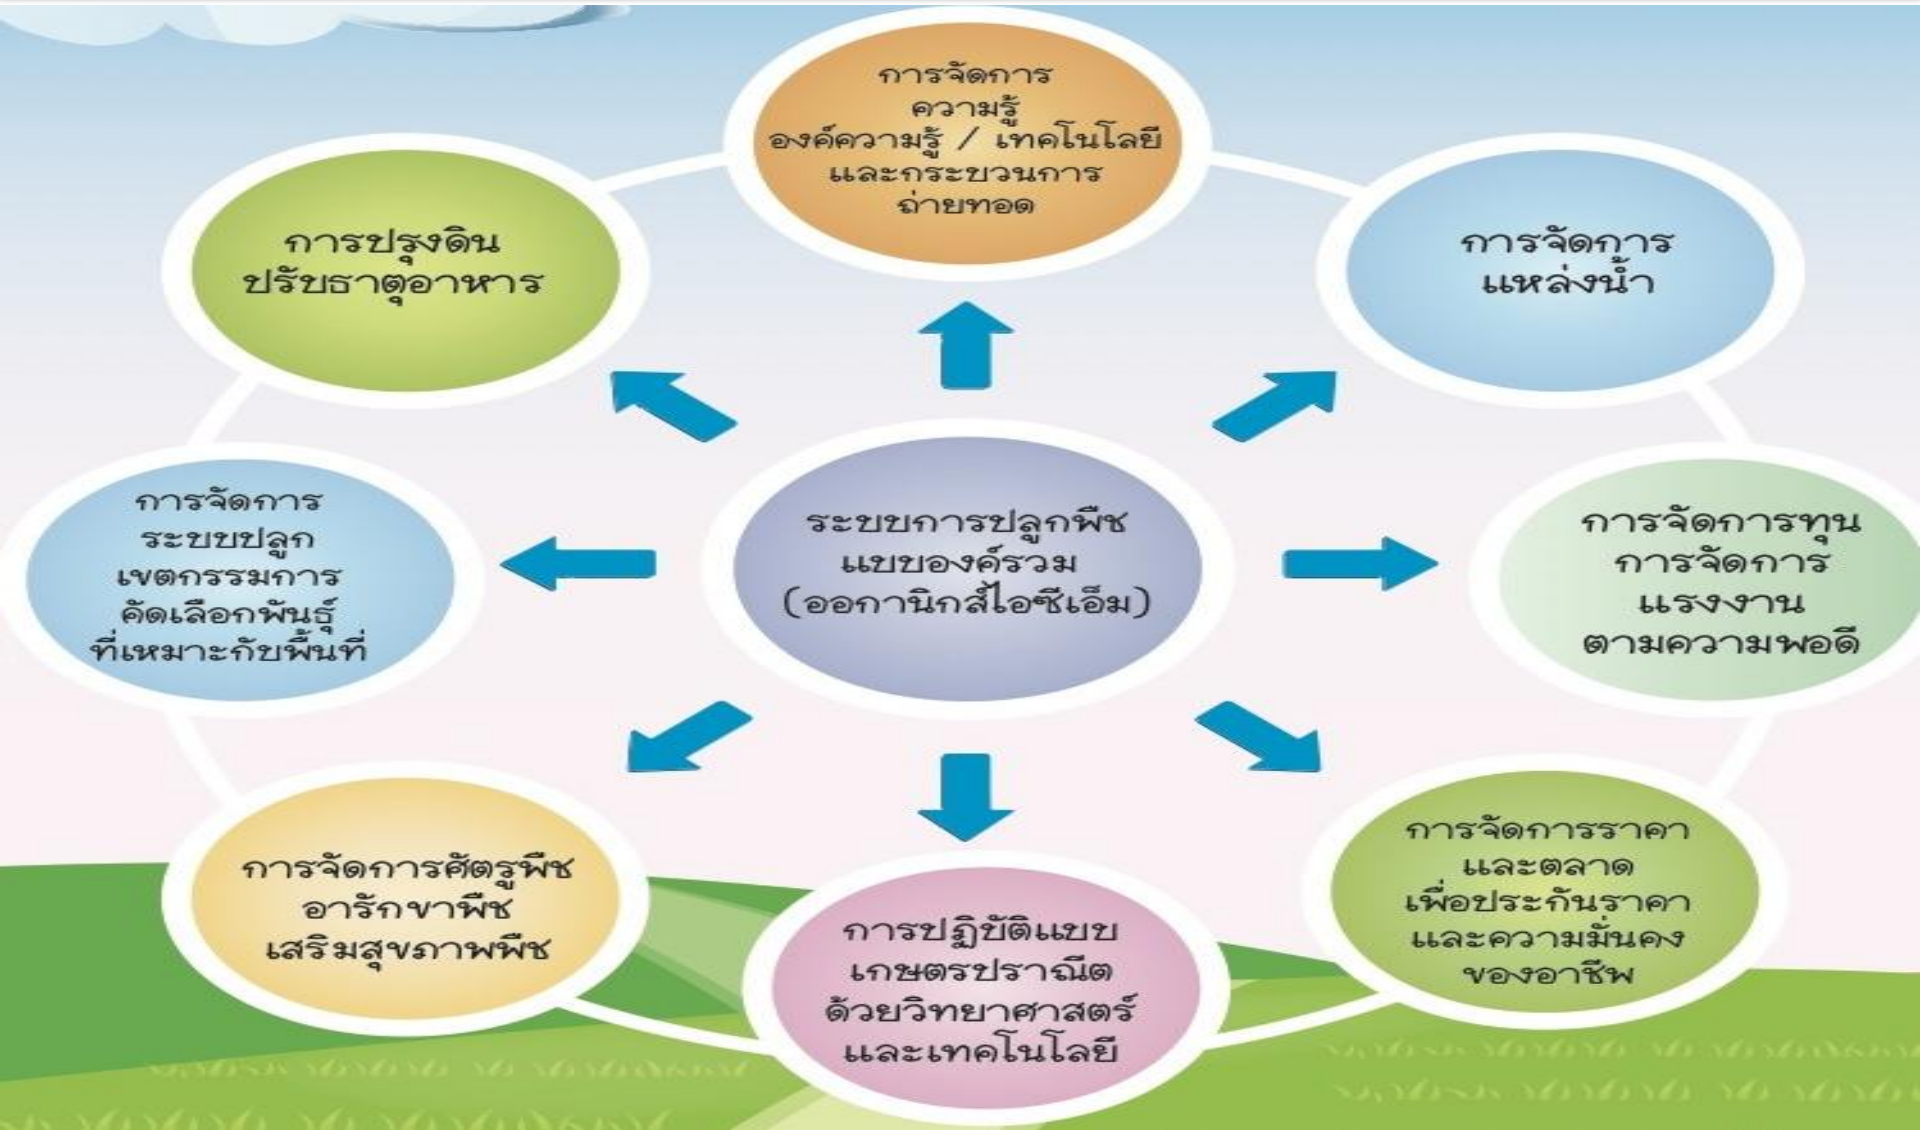 การจัดการ
ความรู้
องค์ความรู้ / เทคโนโลยี
และกระบวนการ
ถ่ายทอด
การปรุงดิน
ปรับธาตุอาหาร
การจัดการ
แหล่งน้ำ
การจัดการ
ระบบปลูก
เขตกรรมการ
คัดเลือกพันธุ์
ที่เหมาะกับพื้นที่
ระบบการปลูกพืช
แบบองค์รวม
(ออกานิกส์ไอซีเอ็ม)
การจัดการทุน
การจัดการ
แรงงาน
ตามความพอดี
การจัดการศัตรูพืช
อารักขาพืช
เสริมสุขภาพพืช
การปฏิบัติแบบ
เกษตรปราณีต
ด้วยวิทยาศาสตร์
และเทคโนโลยี
การจัดการราคา
และตลาด
เพื่อประกันราคา
และความมั่นคง
ของอาชีพ